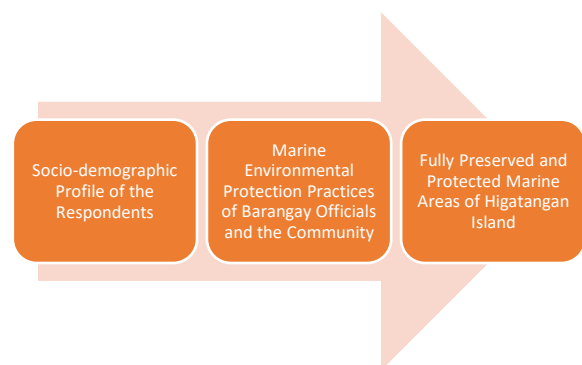 Socio-demographic
Profile of the
Respondents
Marine
Environmental
Protection Practices
of Barangay Officials
and the Community
Fully Preserved and
Protected Marine
Areas of Higatangan
Island